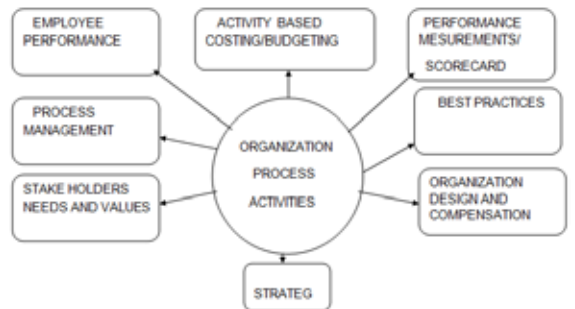 EMPLOYEE
PERFORMANCE
ACTIVITY BASED
COSTING/BUDGETING
PERFORMANCE
MESUREMENTS/
SCORECARD
PROCESS
MANAGEMENT
ORGANIZATION
PROCESS
ACTIVITIES
BEST PRACTICES
STAKE HOLDERS
NEEDS AND VALUES
ORGANIZATION
DESIGN AND
COMPENSATION
STRATEG